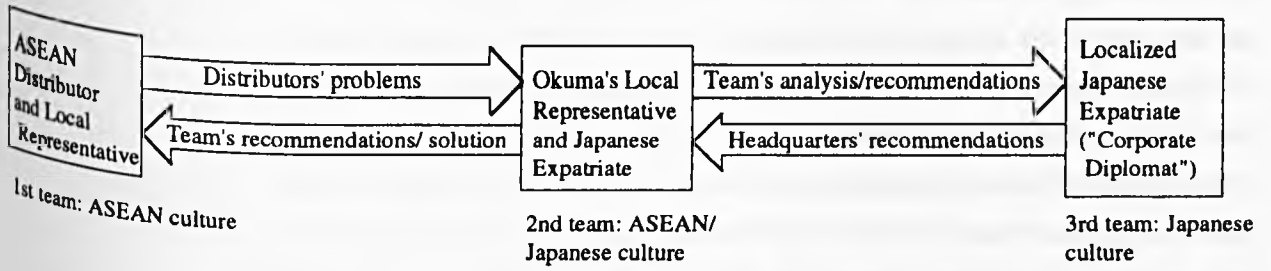 ASEAN
Distributor
and Local
Representative
1st team: ASEAN culture
Distributors' problems
Team's recommendations/ solution
Okuma's Local
Representative
and Japanese
Expatriate
2nd team: ASEAN/
Japanese culture
Team's analysis/recommendations
Headquarters' recommendations
Localized
Japanese
Expatriate
("Corporate
Diplomat")
3rd team: Japanese
culture